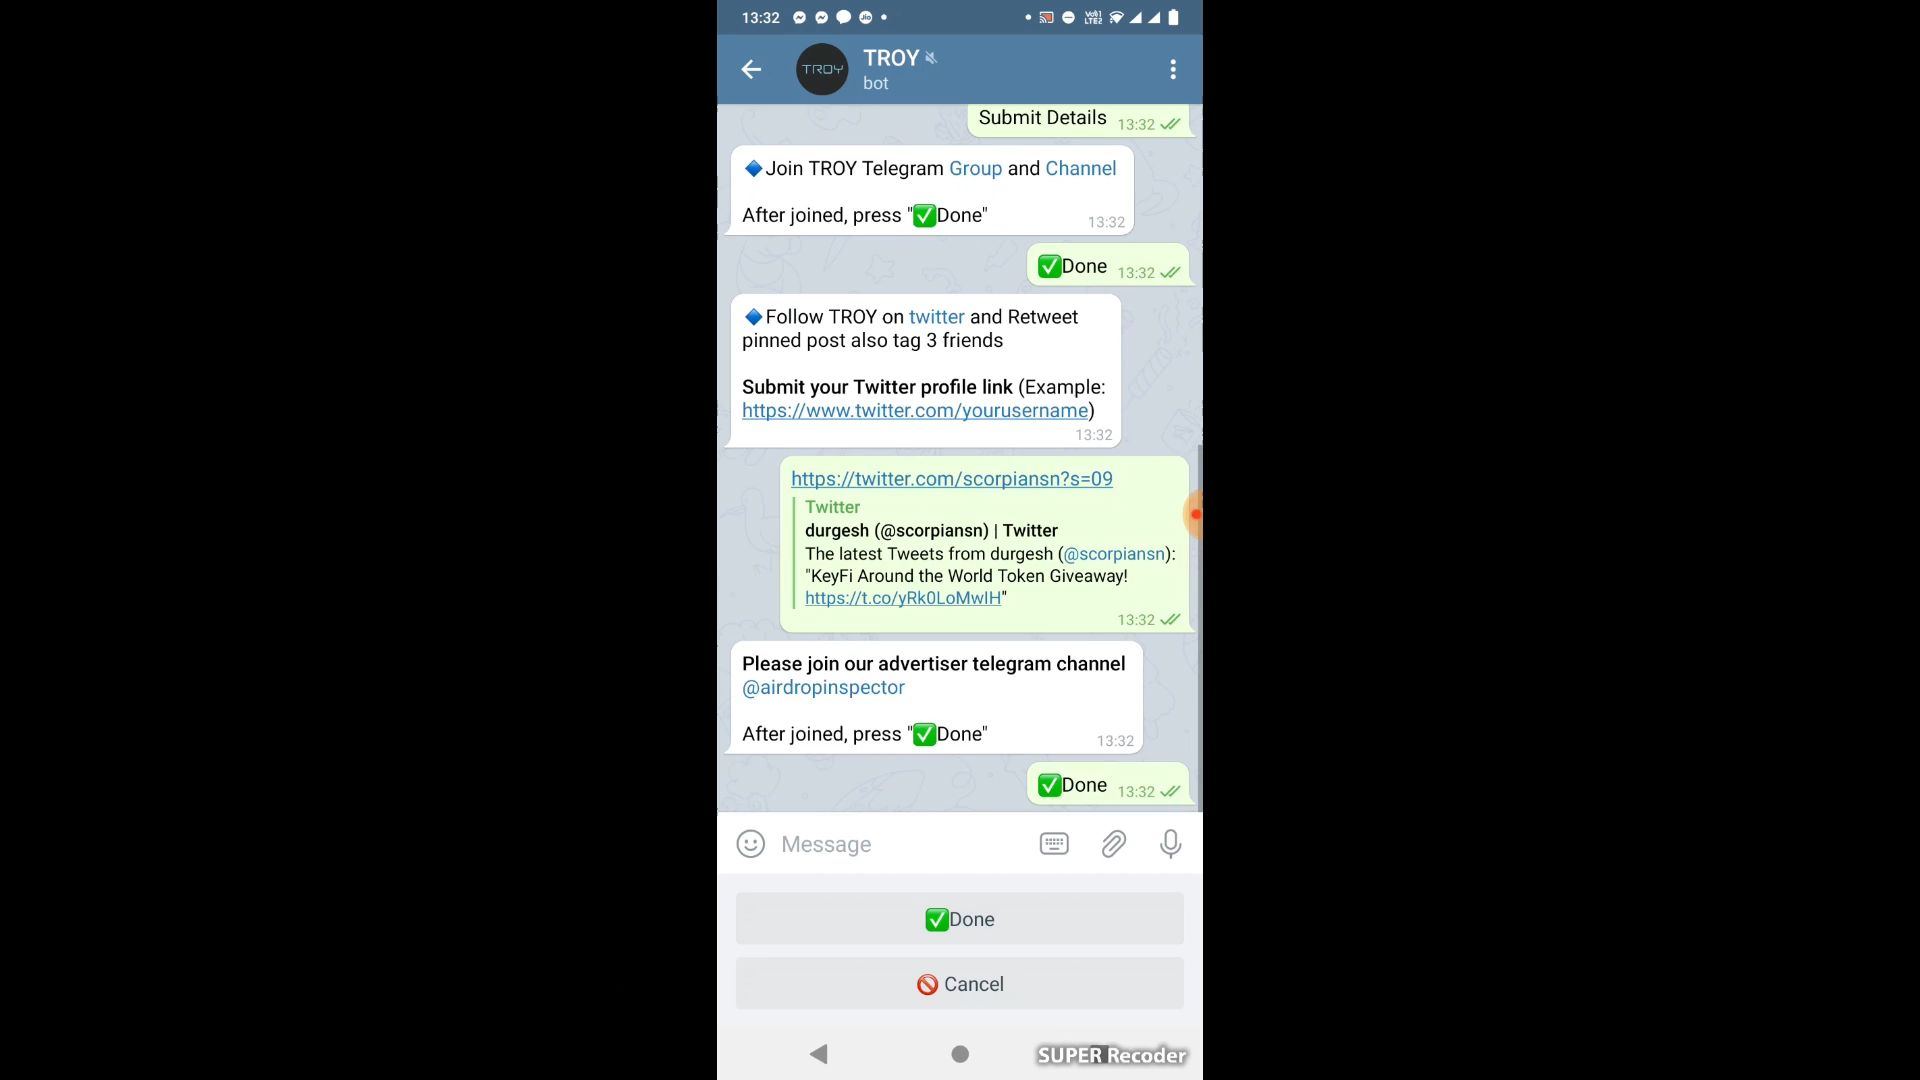 13:32
TROY
TROY
bot
Submit Details 13:32
🔷Join TROY Telegram Group and Channel
After joined, press "✅Done"
13:32
✅Done 13:32
🔷Follow TROY on twitter and Retweet
pinned post also tag 3 friends
Submit your Twitter profile link (Example:
https://www.twitter.com/yourusername)
13:32
https://twitter.com/scorpiansn?s=09
Twitter
durgesh (@scorpiansn) | Twitter
The latest Tweets from durgesh (@scorpiansn):
"KeyFi Around the World Token Giveaway!
https://t.co/yRk0LoMwIH"
13:32
Please join our advertiser telegram channel
@airdropinspector
After joined, press "✅Done"
13:32
✅Done 13:32
Message
✅Done
🚫 Cancel
SUPER Recoder